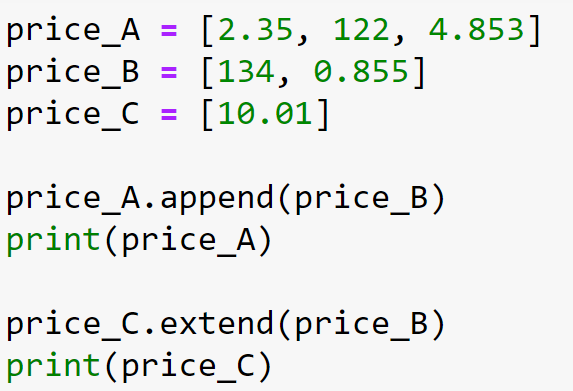 price_A = [2.35, 122, 4.853]
price_B = [134, 0.855]
price_C = [10.01]
price_A.append(price_B)
print(price_A)
price_C.extend(price_B)
print(price_C)